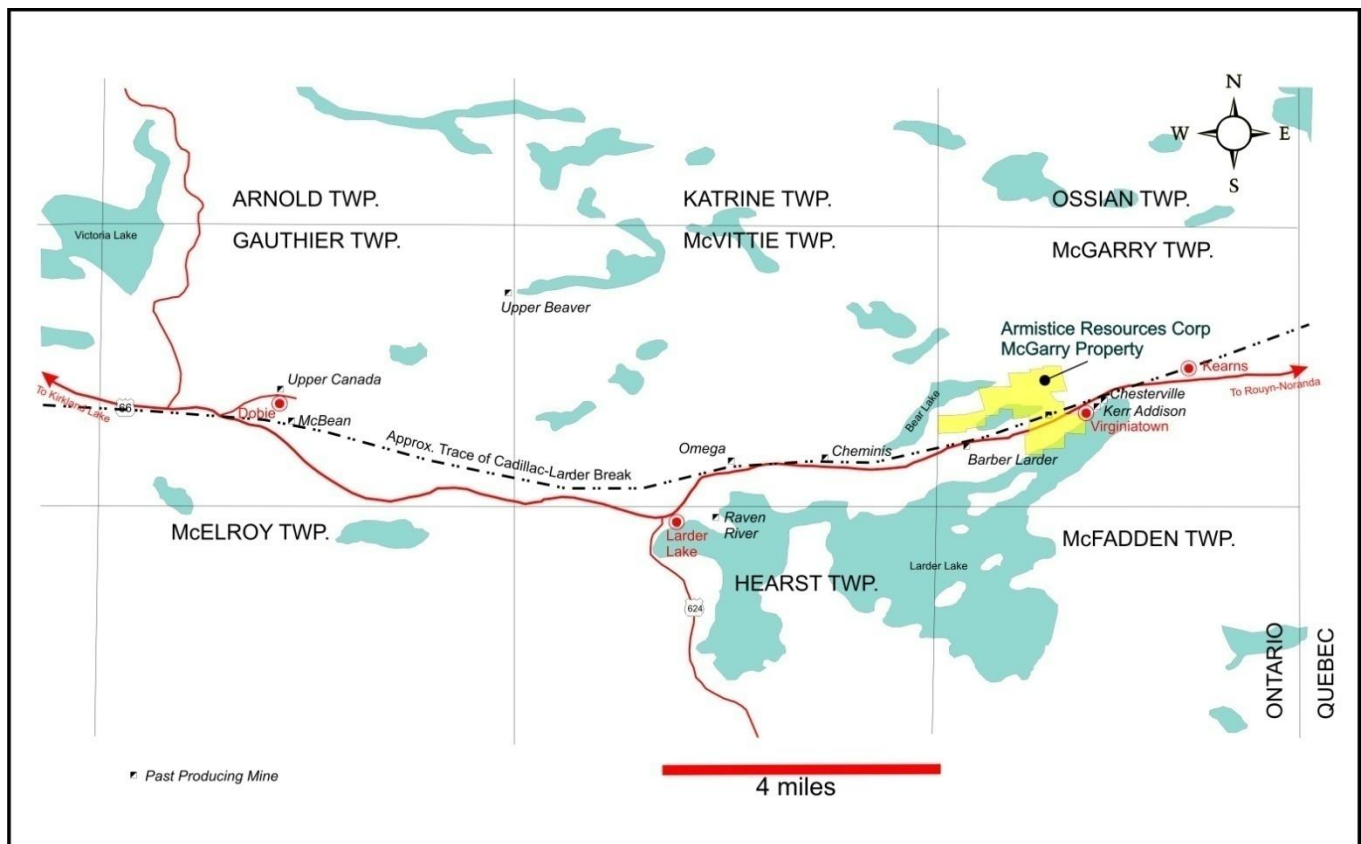 N
W
E
S
ARNOLD TWP.
KATRINE TWP.
OSSIAN TWP.
Victoria Lake
GAUTHIER TWP.
McVITTIE TWP.
McGARRY TWP.
Upper Beaver
Armistice Resources Corp
McGarry Property
Kearns
To Kirkland Lake
66
Upper Canada
Dobie
McBean
Bear Lake
Chesterville
Kerr Addison
Virginiatown
To Rouyn-Noranda
Approx. Trace of Cadillac-Larder Break
Omega
Cheminis
Barber Larder
McELROY TWP.
Larder
Lake
Raven
River
McFADDEN TWP.
HEARST TWP.
Larder Lake
624
ONTARIO
QUEBEC
Past Producing Mine
4 miles